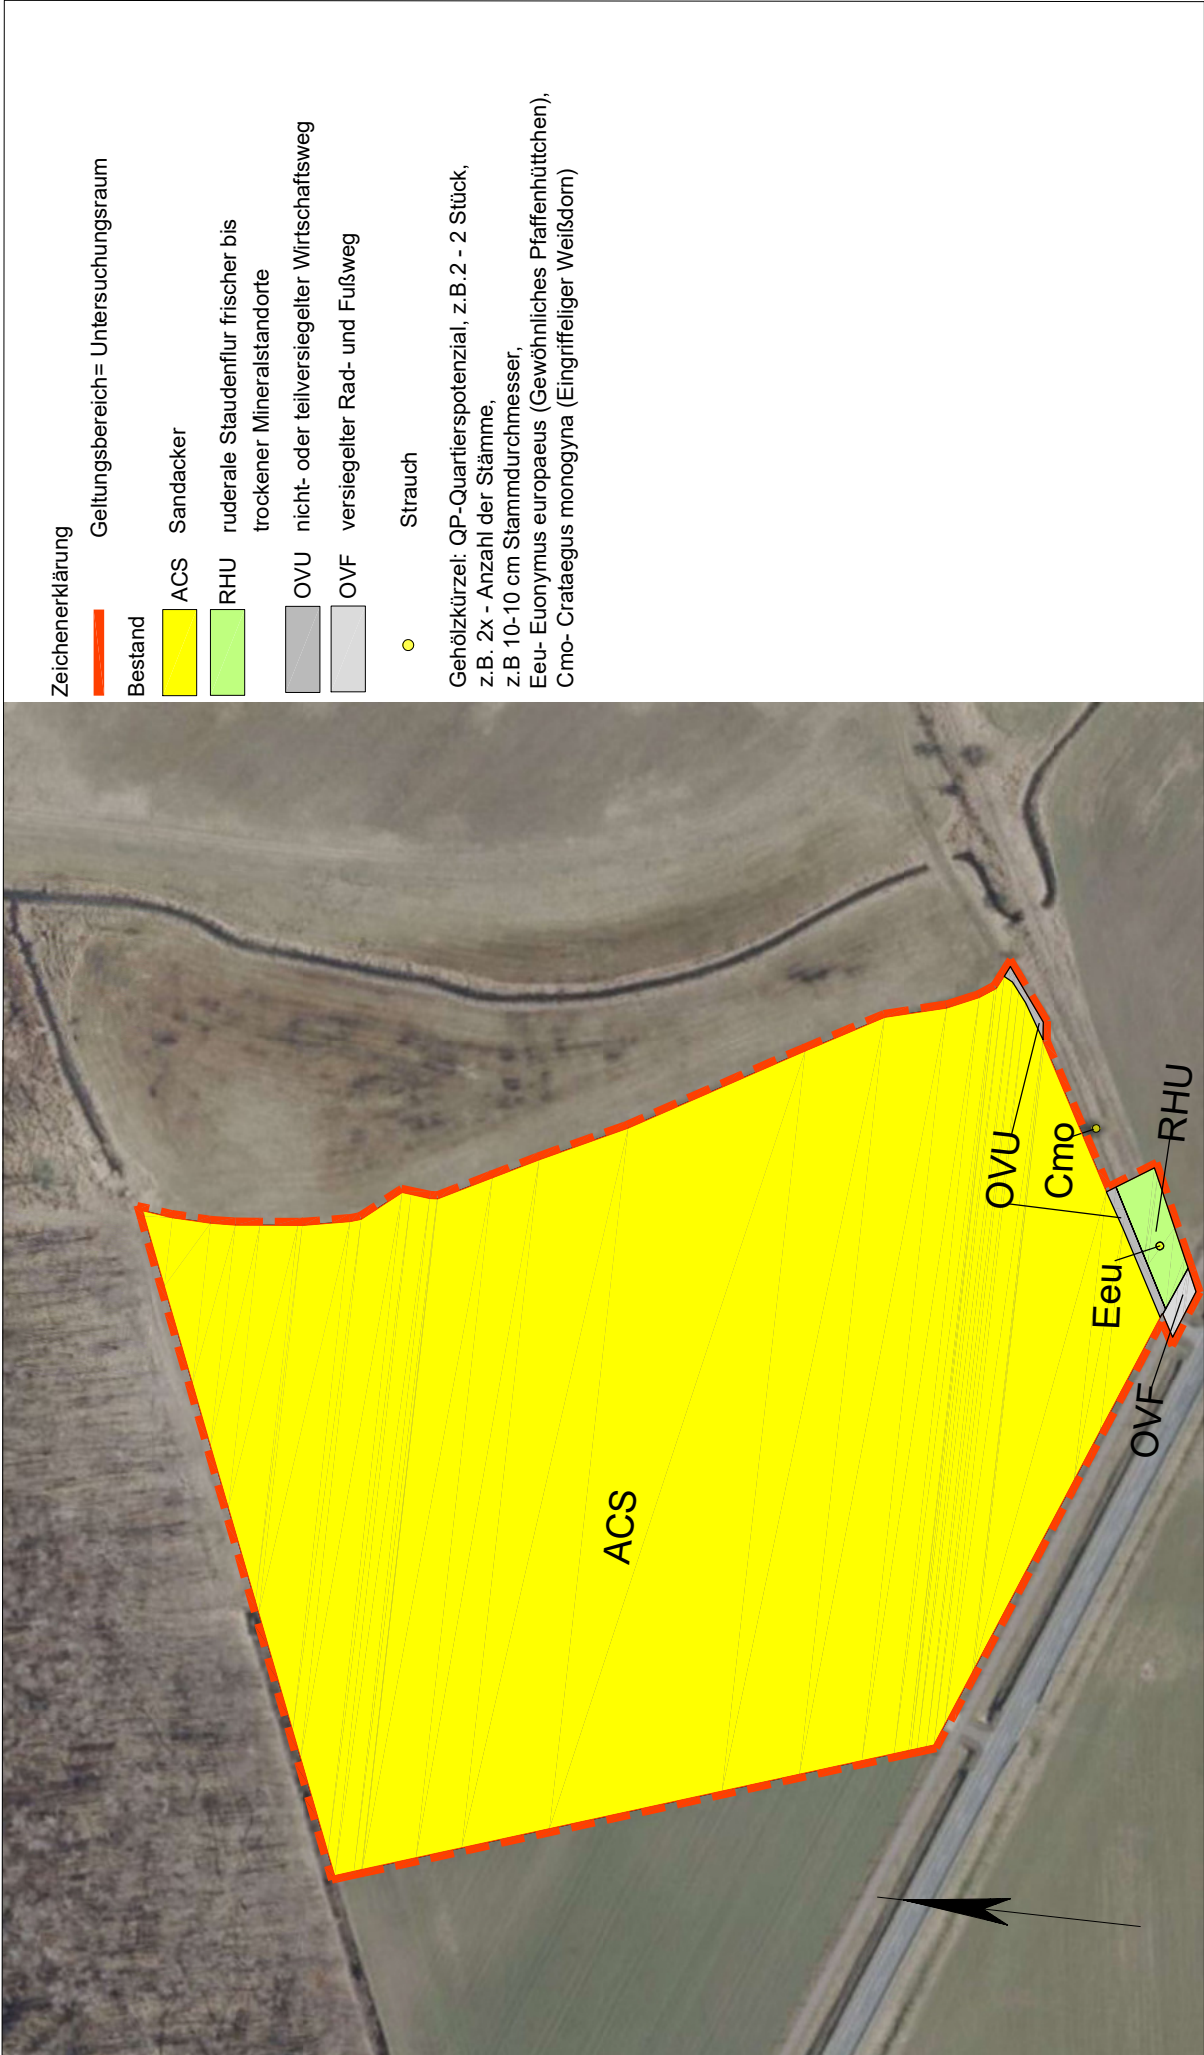 Zeichenerklärung
Geltungsbereich= Untersuchungsraum
Bestand
ACS Sandacker
RHU ruderale Staudenflur frischer bis
trockener Mineralstandorte
OVU nicht- oder teilversiegelter Wirtschaftsweg
OVF versiegelter Rad- und Fußweg
Strauch
Gehölzkürzel: QP-Quartierspotenzial, z.B.2 - 2 Stück,
z.B. 2x - Anzahl der Stämme,
z.B 10-10 cm Stammdurchmesser,
Eeu- Euonymus europaeus (Gewöhnliches Pfaffenhüttchen),
Cmo- Crataegus monogyna (Eingriffeliger Weißdorn)
ACS
OVU
Cmo
Eeu
RHU
OVF